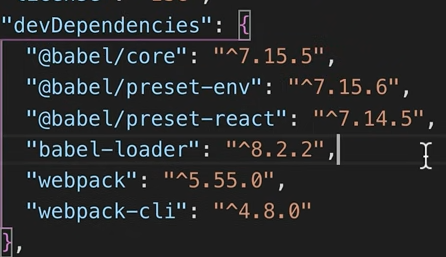 "devDependencies": {
"@babel/core": "^7.15.5",
"@babel/preset-env": "^7.15.6",
"@babel/preset-react": "^7.14.5",
"babel-loader": "^8.2.2",
"webpack": "^5.55.0",
"webpack-cli": "^4.8.0"
},